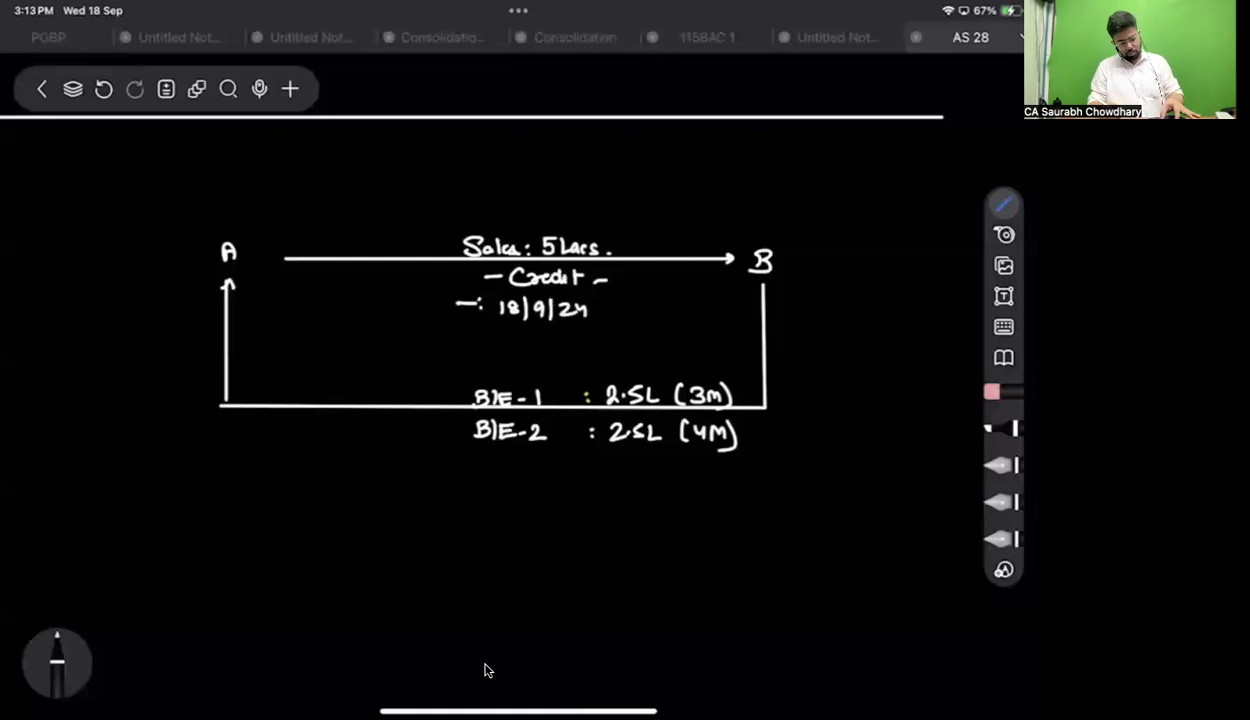 3:13 PM Wed 18 Sep
67%
PGBP
Untitled Not...
Untitled Not...
Consolidatio...
Consolidation
115BAC 1
Untitled Not...
AS 28
CA Saurabh Chowdhary
A
Sales: 5 Lacs.
B
- Credit -
-: 18/9/24
B/E-1 : 2.5L (3M)
B/E-2 : 2.5L (4M)